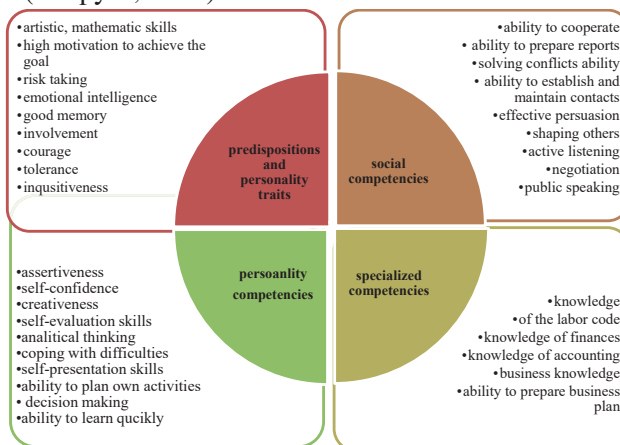 •artistic, mathematic skills
•high motivation to achieve the
goal
•risk taking
•emotional intelligence
•good memory
•involvement
•courage
•tolerance
•inqusitiveness
•ability to cooperate
• ability to prepare reports
•solving conflicts ability
• ability to establish and
maintain contacts
•effective persuasion
•shaping others
•active listening
•negotiation
•public speaking
predispositions
and
personality
traits
social
competencies
persoanlity
competencies
specialized
competencies
•assertiveness
•self-confidence
•creativeness
•self-evaluation skills
•analitical thinking
•coping with difficulties
•self-presentation skills
•ability to plan own activities
• decision making
•ability to learn qucikly
•knowledge
•of the labor code
•knowledge of finances
•knowledge of accounting
•business knowledge
•ability to prepare business
plan